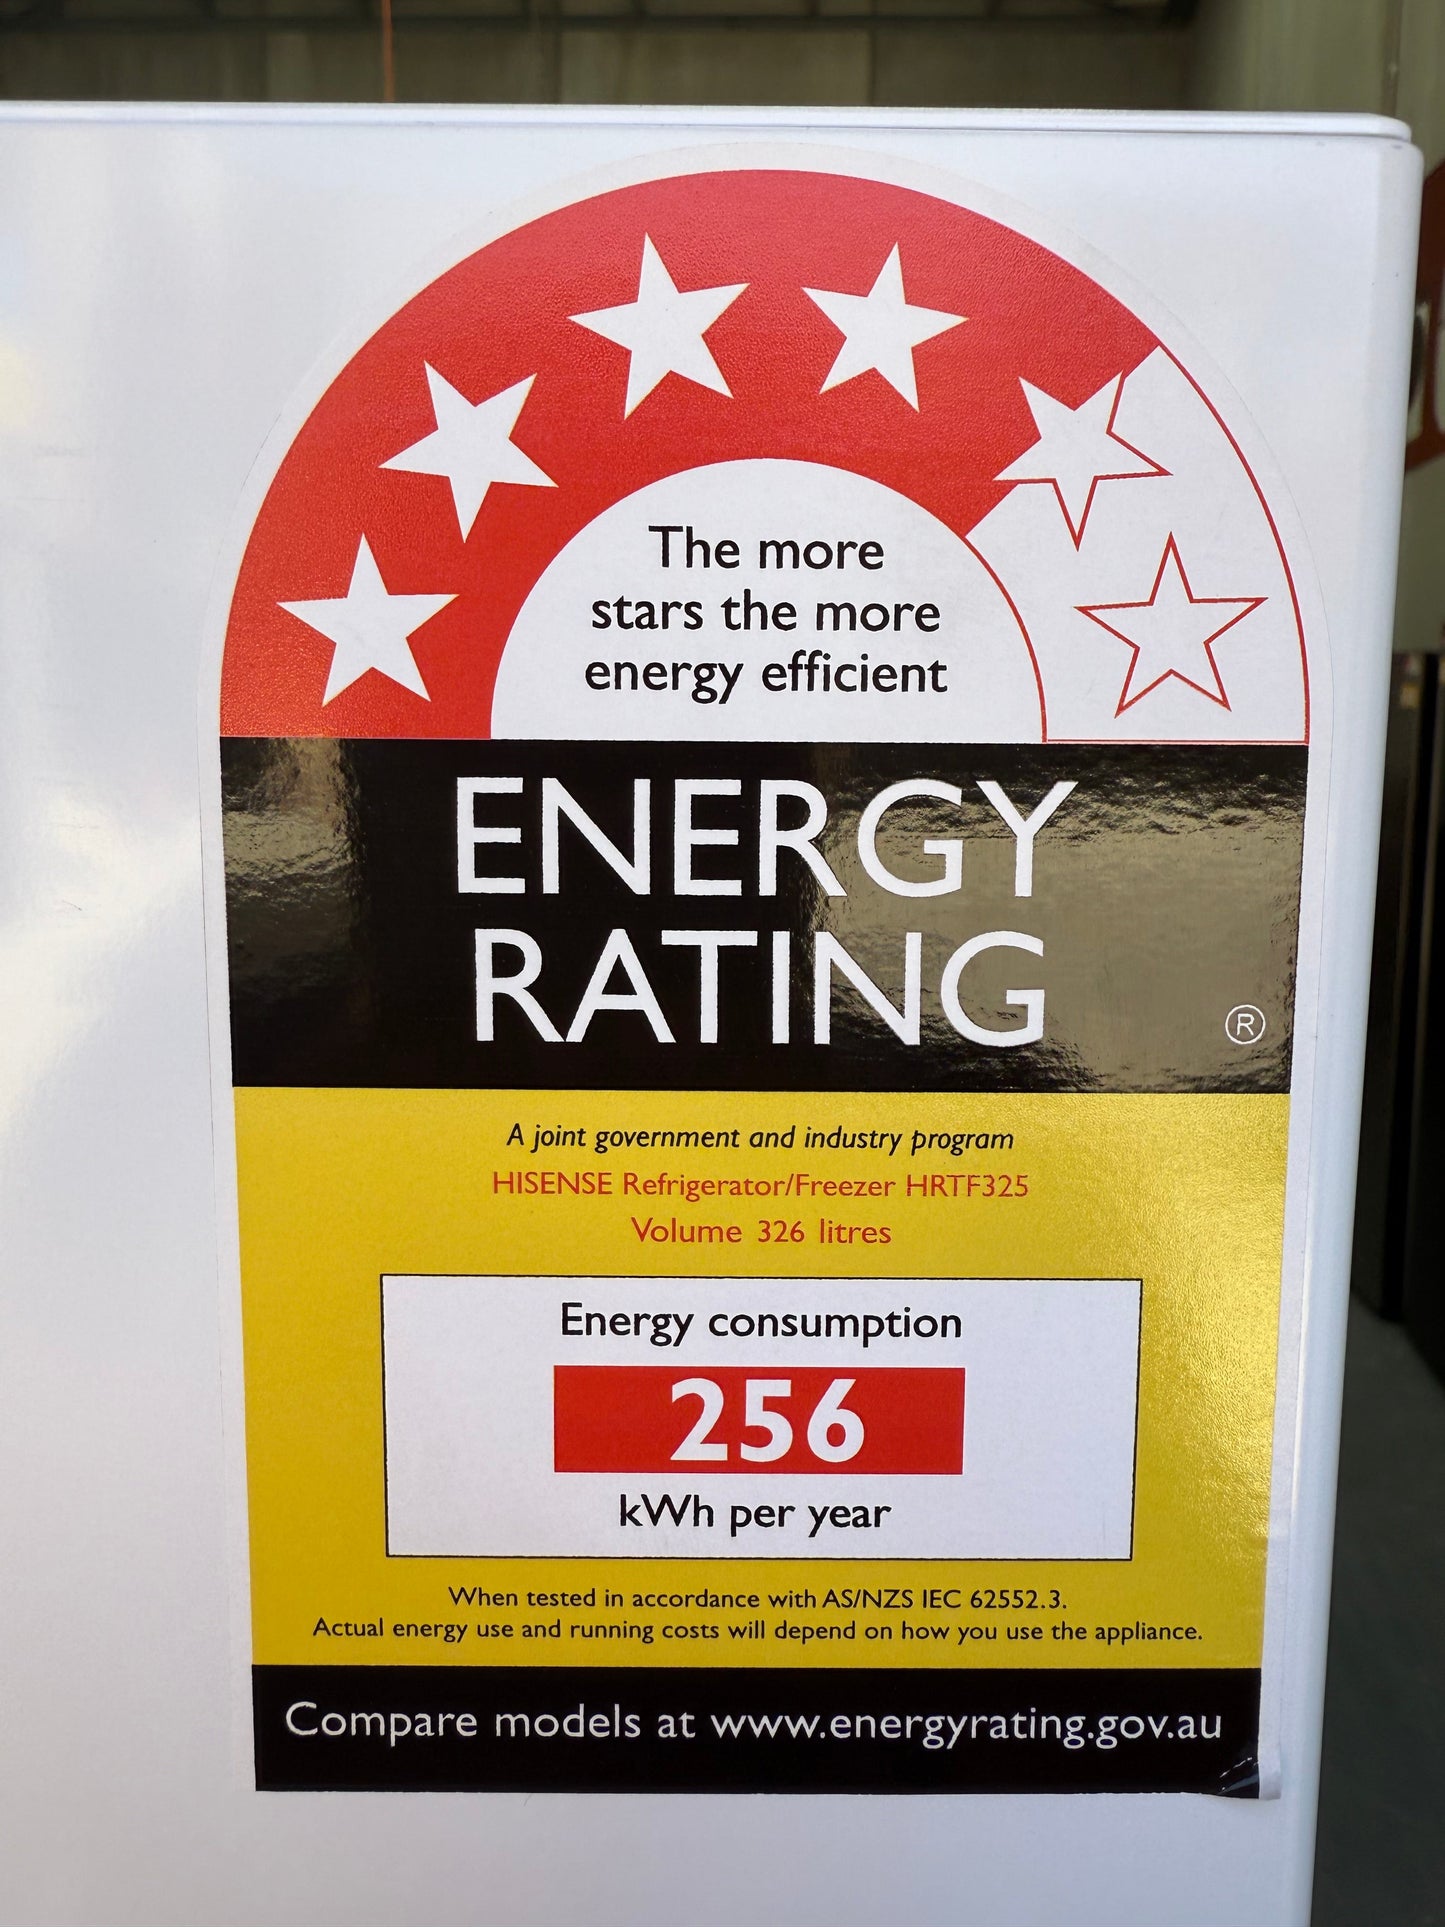 The more
stars the more
energy efficient
ENERGY
RATING
®
A joint government and industry program
HISENSE Refrigerator/Freezer HRTF325
Volume 326 litres
Energy consumption
256
kWh per year
When tested in accordance with AS/NZS IEC 62552.3.
Actual energy use and running costs will depend on how you use the appliance.
Compare models at www.energyrating.gov.au